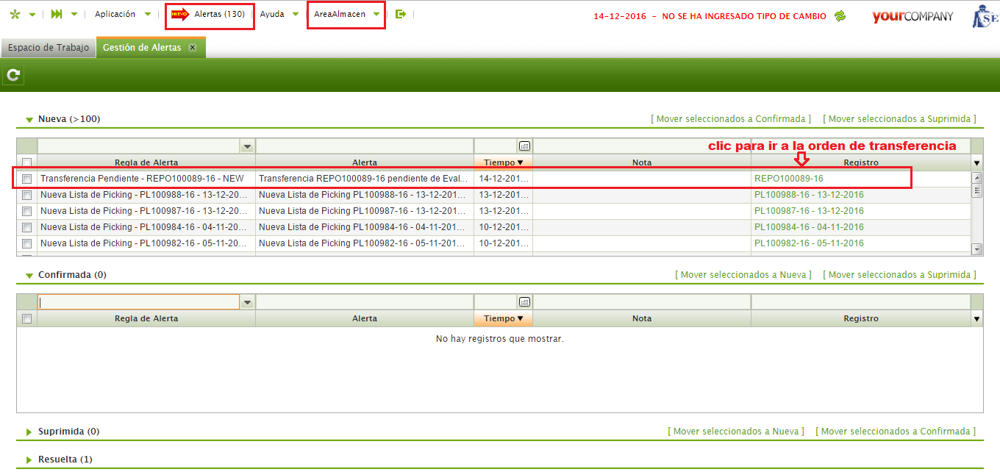 Aplicación NUEVO Alertas (130) Ayuda AreaAlmacen 14-12-2016 - NO SE HA INGRESADO TIPO DE CAMBIO yourCOMPANY SE
Espacio de Trabajo Gestión de Alertas
Nueva (>100) [ Mover seleccionados a Confirmada ] [ Mover seleccionados a Suprimida ]
clic para ir a la orden de transferencia
Regla de Alerta Alerta Tiempo Nota Registro
Transferencia Pendiente - REPO100089-16 - NEW Transferencia REPO100089-16 pendiente de Eval... 14-12-201... REPO100089-16
Nueva Lista de Picking - PL100988-16 - 13-12-20... Nueva Lista de Picking PL100988-16 - 13-12-201... 13-12-201... PL100988-16 - 13-12-2016
Nueva Lista de Picking - PL100987-16 - 13-12-20... Nueva Lista de Picking PL100987-16 - 13-12-201... 13-12-201... PL100987-16 - 13-12-2016
Nueva Lista de Picking - PL100984-16 - 04-11-20... Nueva Lista de Picking PL100984-16 - 04-11-201... 10-12-201... PL100984-16 - 04-11-2016
Nueva Lista de Picking - PL100982-16 - 05-11-20... Nueva Lista de Picking PL100982-16 - 05-11-201... 10-12-201... PL100982-16 - 05-11-2016
Confirmada (0) [ Mover seleccionados a Nueva ] [ Mover seleccionados a Suprimida ]
Regla de Alerta Alerta Tiempo Nota Registro
No hay registros que mostrar.
Suprimida (0) [ Mover seleccionados a Nueva ] [ Mover seleccionados a Confirmada ]
Resuelta (1)